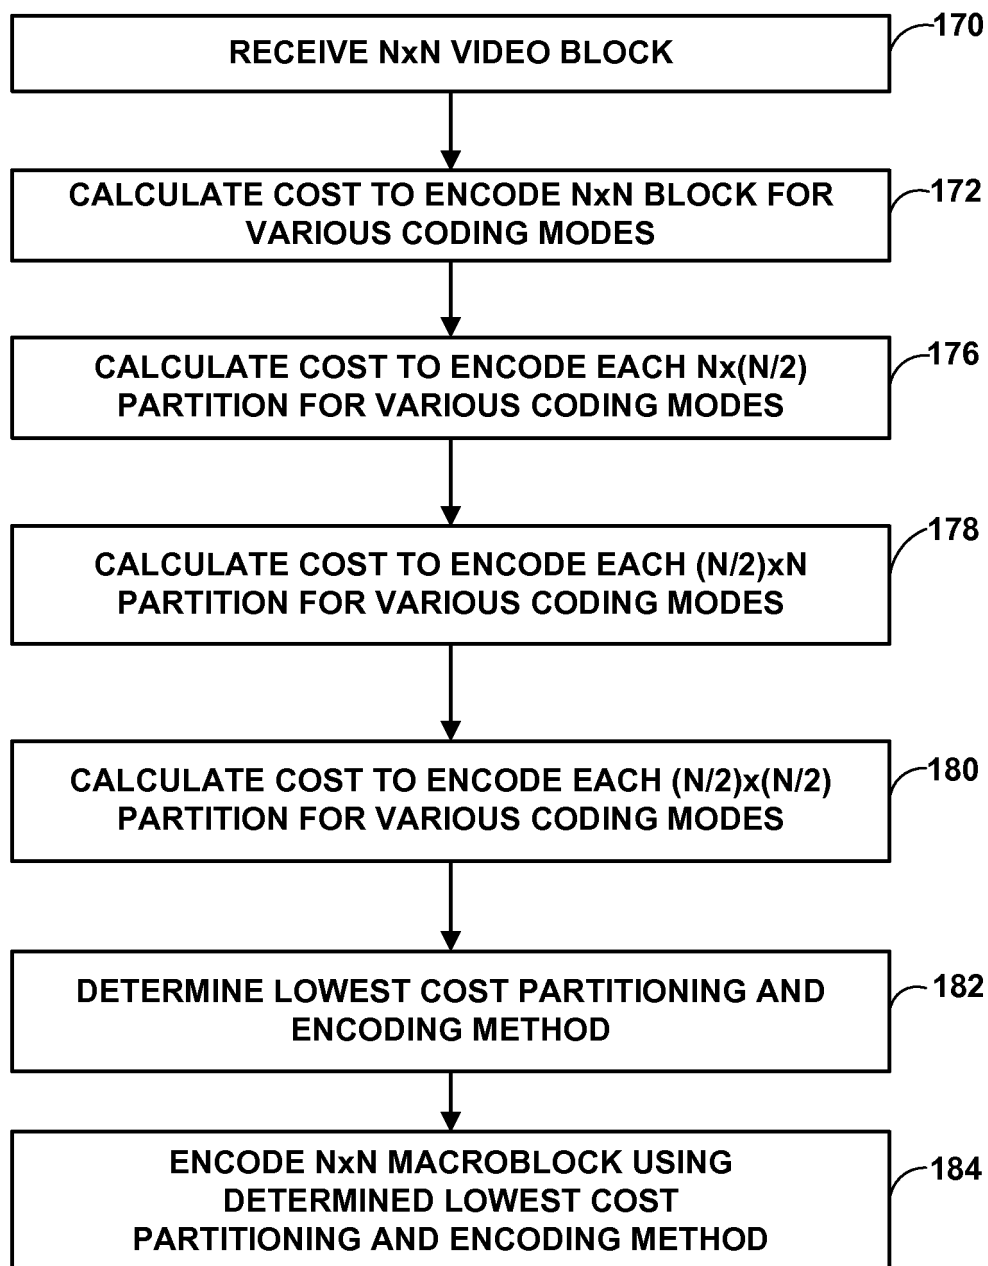 RECEIVE NxN VIDEO BLOCK
170
CALCULATE COST TO ENCODE NxN BLOCK FOR
VARIOUS CODING MODES
172
CALCULATE COST TO ENCODE EACH Nx(N/2)
PARTITION FOR VARIOUS CODING MODES
176
CALCULATE COST TO ENCODE EACH (N/2)xN
PARTITION FOR VARIOUS CODING MODES
178
CALCULATE COST TO ENCODE EACH (N/2)x(N/2)
PARTITION FOR VARIOUS CODING MODES
180
DETERMINE LOWEST COST PARTITIONING AND
ENCODING METHOD
182
ENCODE NxN MACROBLOCK USING
DETERMINED LOWEST COST
PARTITIONING AND ENCODING METHOD
184